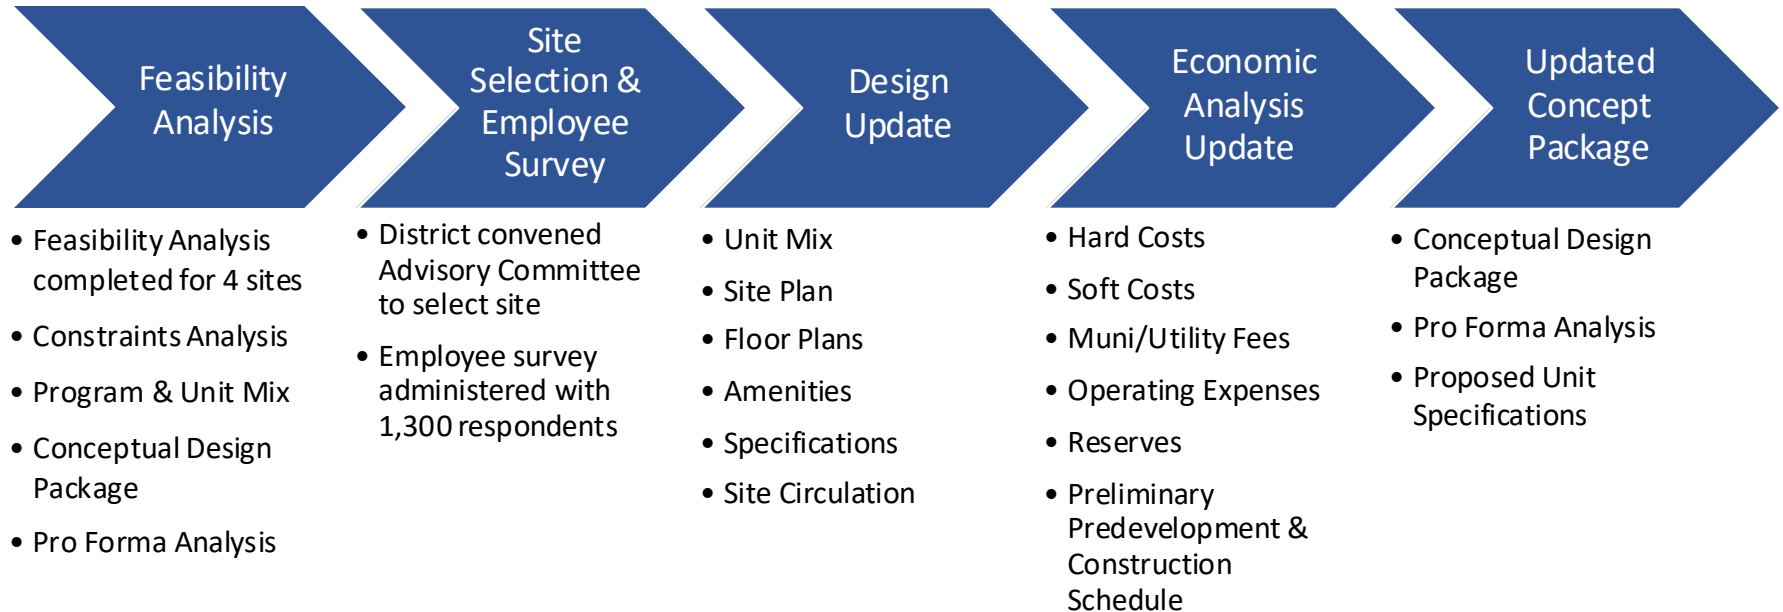 Feasibility
Analysis
• Feasibility Analysis
completed for 4 sites
• Constraints Analysis
• Program & Unit Mix
• Conceptual Design
Package
• Pro Forma Analysis
Site
Selection &
Employee
Survey
• District convened
Advisory Committee
to select site
• Employee survey
administered with
1,300 respondents
Design
Update
• Unit Mix
• Site Plan
• Floor Plans
• Amenities
• Specifications
• Site Circulation
Economic
Analysis
Update
• Hard Costs
• Soft Costs
• Muni/Utility Fees
• Operating Expenses
• Reserves
• Preliminary
Predevelopment &
Construction
Schedule
Updated
Concept
Package
• Conceptual Design
Package
• Pro Forma Analysis
• Proposed Unit
Specifications